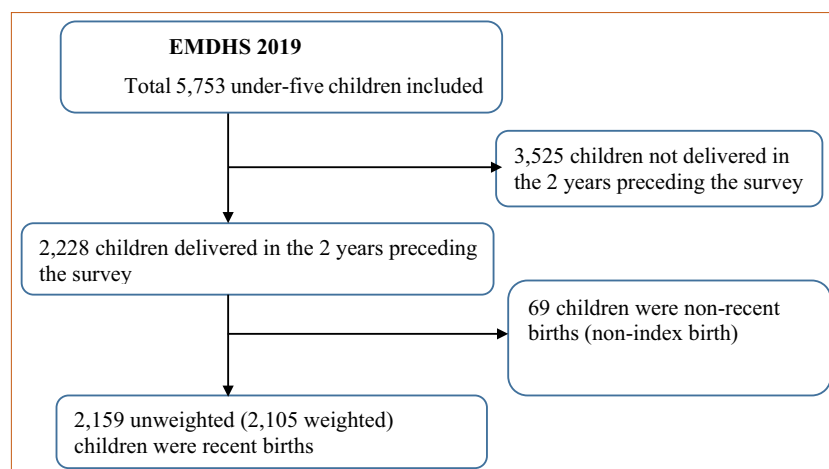 EMDHS 2019
Total 5,753 under-five children included
3,525 children not delivered in
the 2 years preceding the survey
2,228 children delivered in the 2 years preceding
the survey
69 children were non-recent
births (non-index birth)
2,159 unweighted (2,105 weighted)
children were recent births